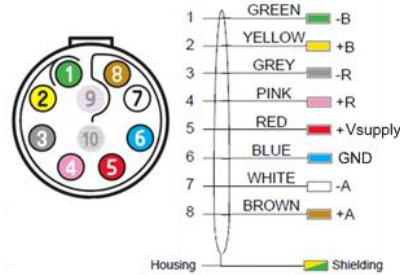 1 GREEN -B
2 YELLOW +B
3 GREY -R
4 PINK +R
5 RED +Vsupply
6 BLUE GND
7 WHITE -A
8 BROWN +A
Housing Shielding
1 8
2 9 7
3 10 6
4 5